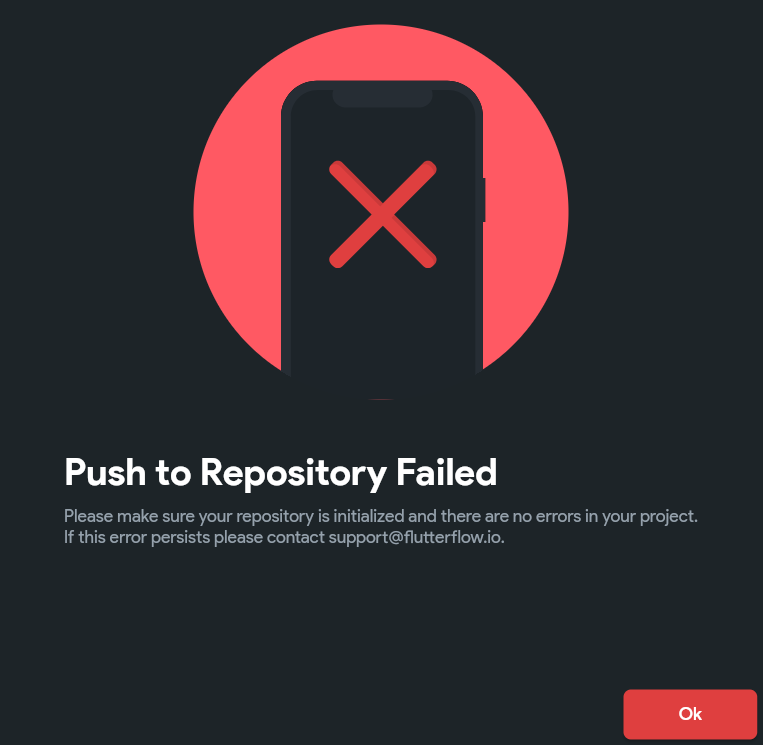 Push to Repository Failed
Please make sure your repository is initialized and there are no errors in your project.
If this error persists please contact support@flutterflow.io.
Ok